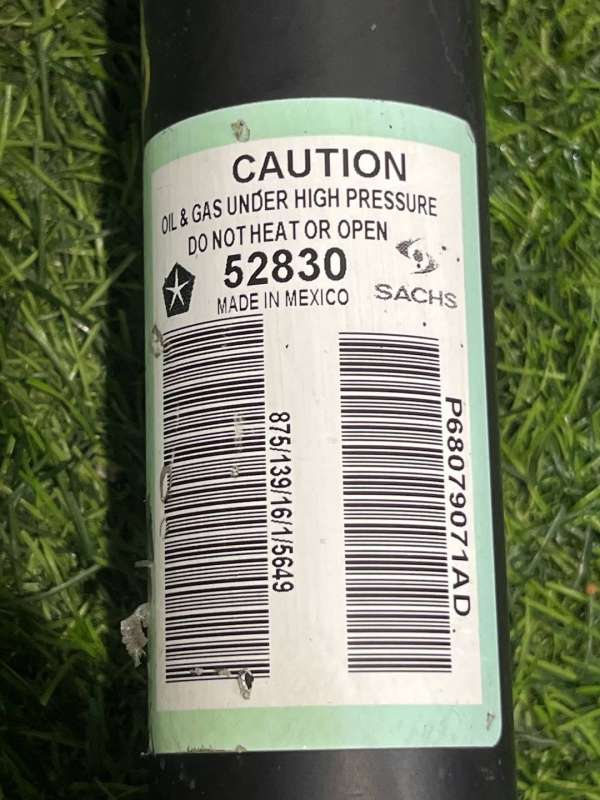 CAUTION
OIL & GAS UNDER HIGH PRESSURE
DO NOT HEAT OR OPEN
52830
MADE IN MEXICO
SACHS
875/139/16/1/5649
P68079071AD